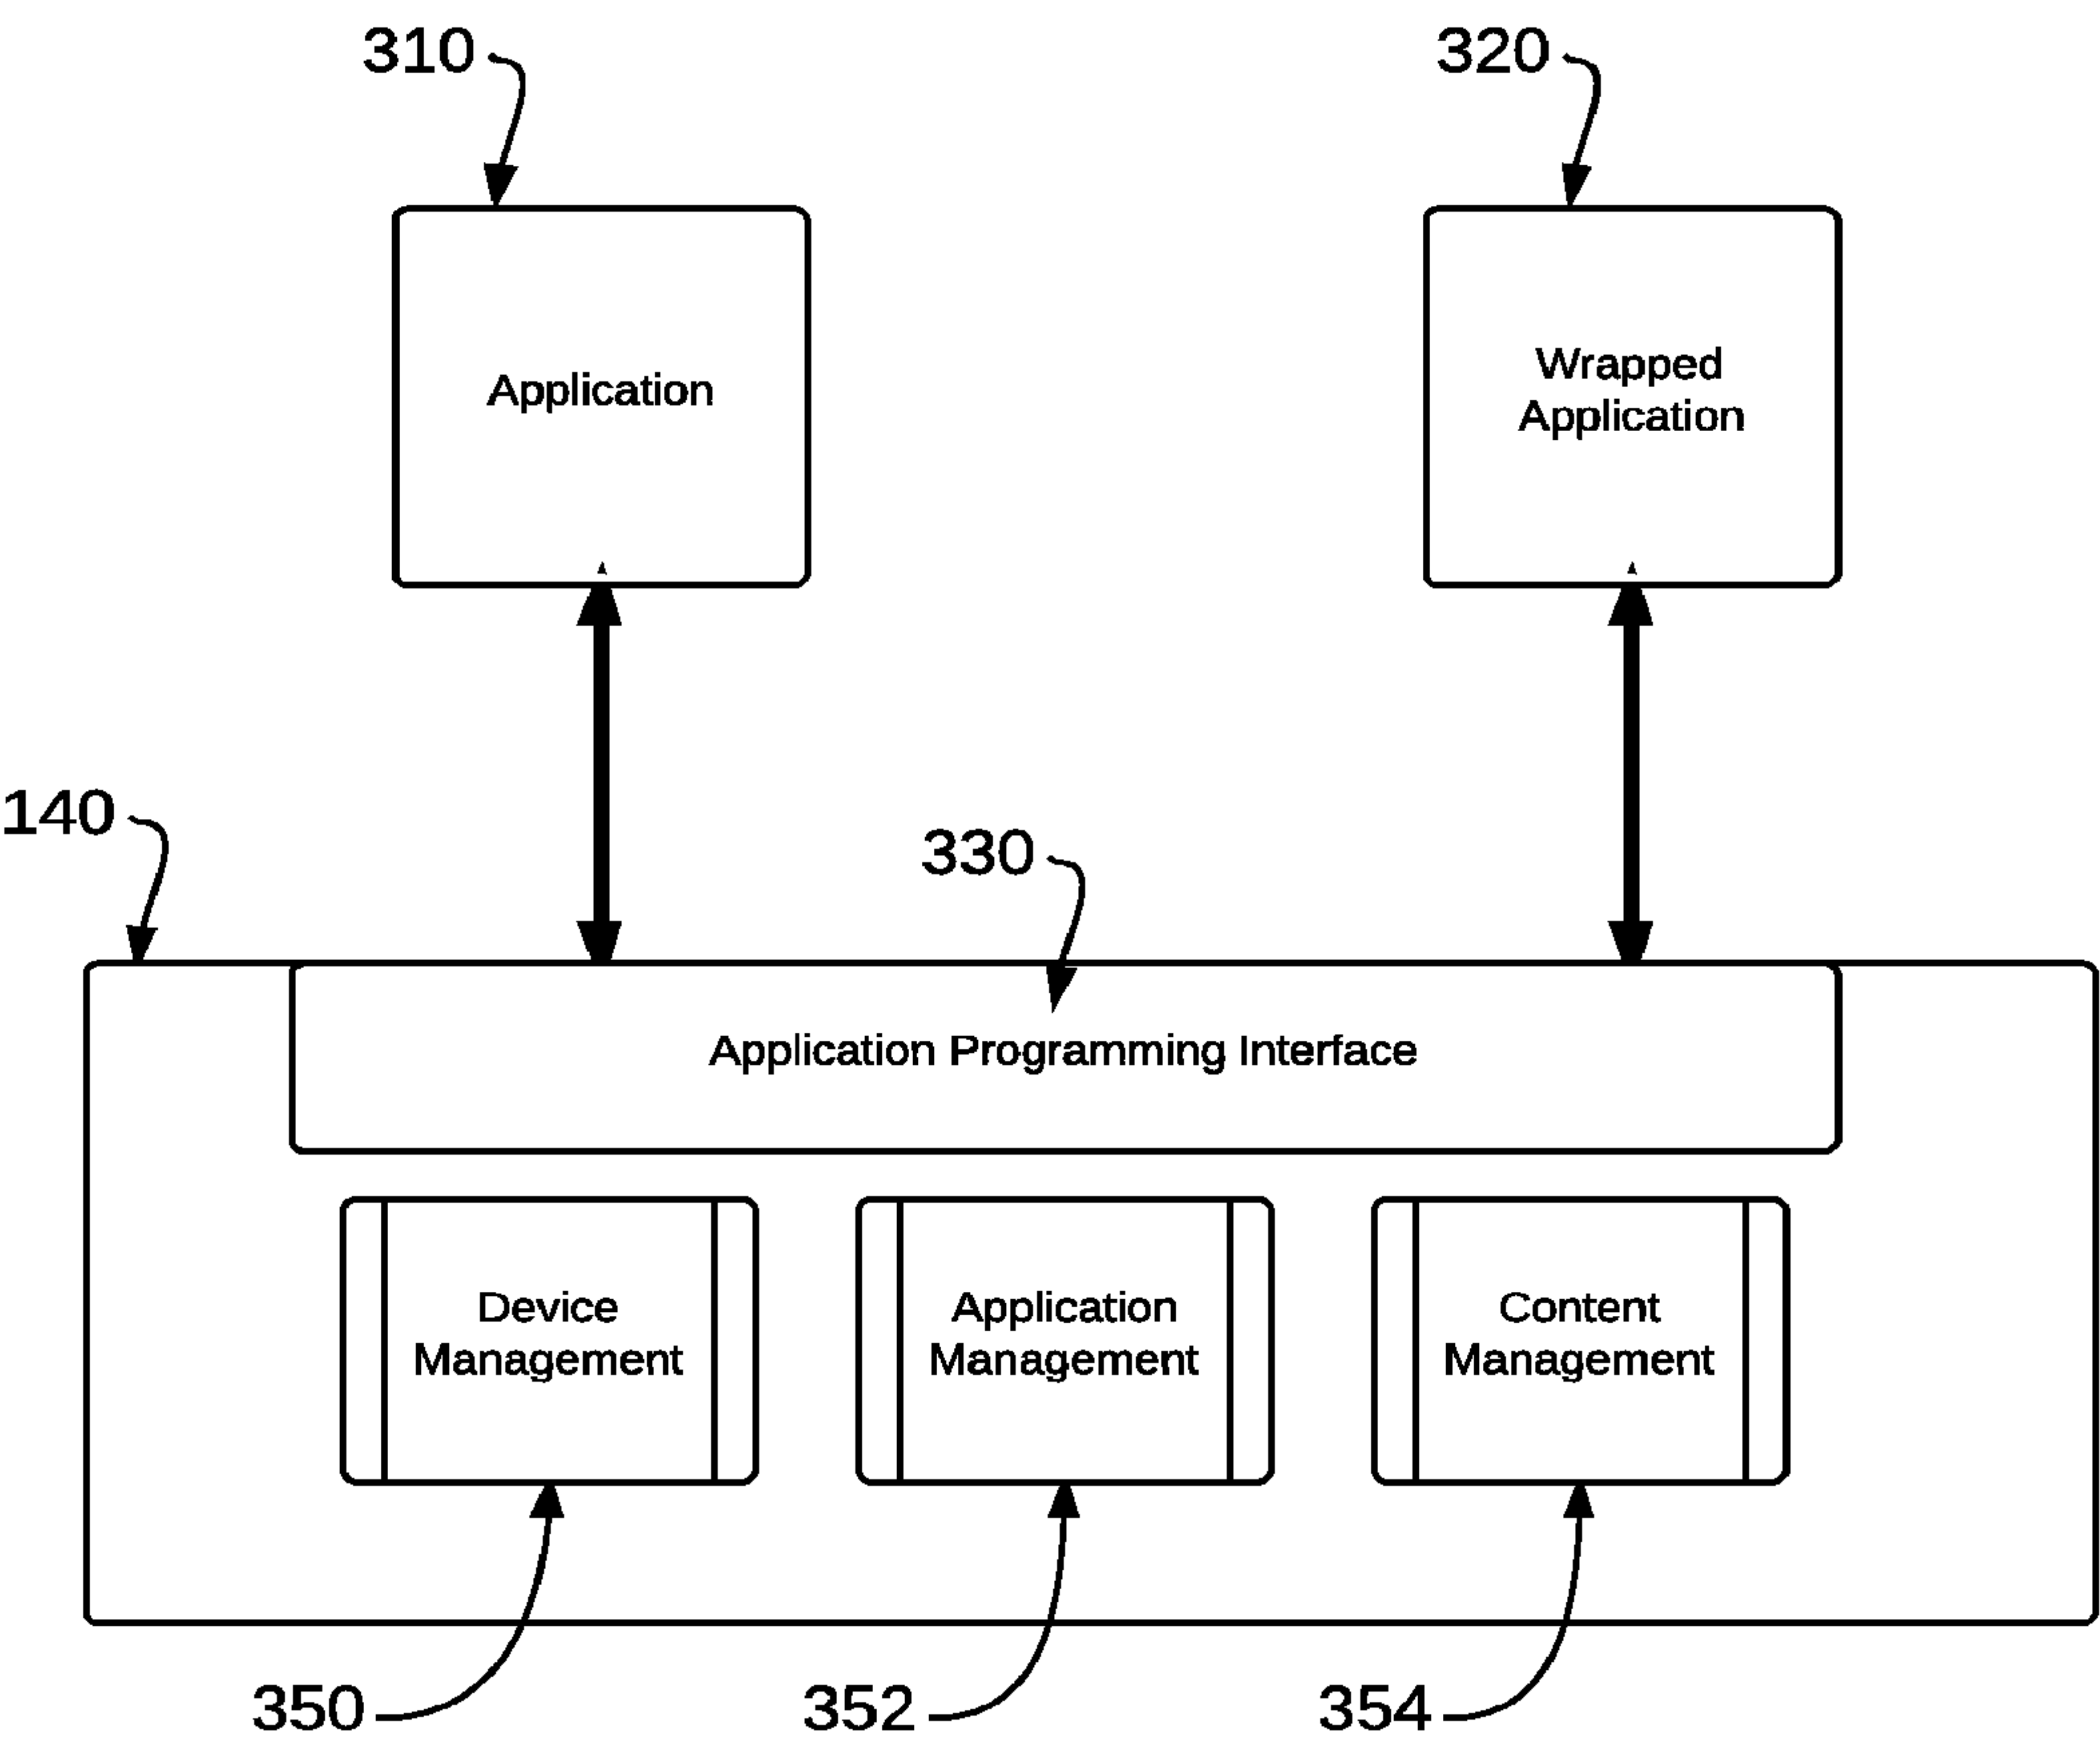 310
320
Application
Wrapped
Application
140
330
Application Programming Interface
Device
Management
Application
Management
Content
Management
350
352
354